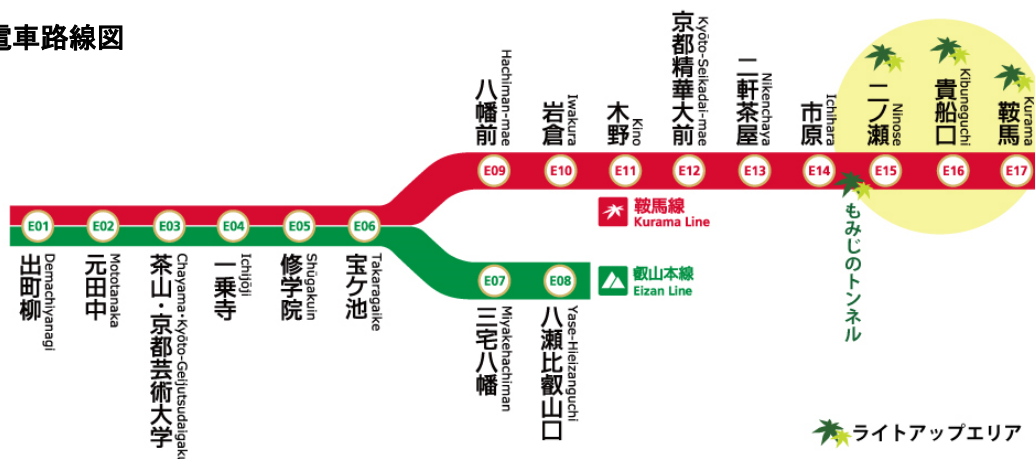 電車路線図
Hachiman-mae
八幡前
Iwakura
岩倉
Kino
木野
Kyōto-Seikadai-mae
京都精華大前
Nikenchaya
二軒茶屋
Ichihara
市原
Ninose
二ノ瀬
Kibuneguchi
貴船口
Kurama
鞍馬
E09
E10
E11
E12
E13
E14
E15
E16
E17
鞍馬線
Kurama Line
もみじのトンネル
E01
E02
E03
E04
E05
E06
Demachiyanagi
出町柳
Mototanaka
元田中
Chayama・Kyōto-Geijutsudaigaku
茶山・京都芸術大学
Ichijōji
一乗寺
Shūgakuin
修学院
Takaragaike
宝ケ池
E07
E08
叡山本線
Eizan Line
Miyakehachiman
三宅八幡
Yase-Hieizanguchi
八瀬比叡山口
ライトアップエリア